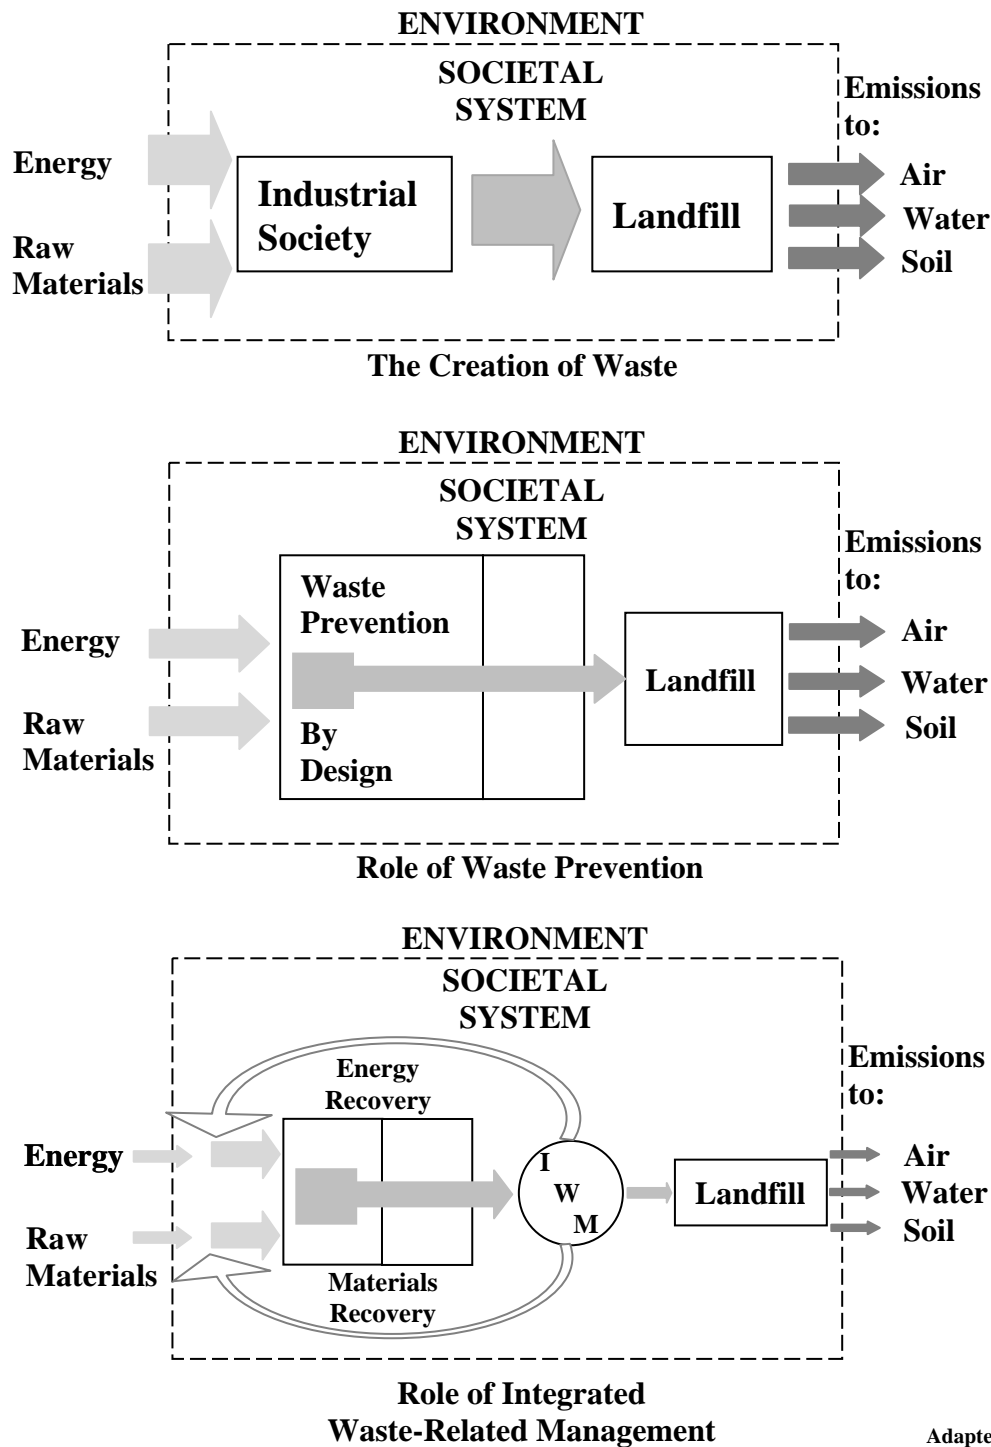 ENVIRONMENT
SOCIETAL
SYSTEM
Emissions
to:
Energy
Raw
Materials
Industrial
Society
Landfill
Air
Water
Soil
The Creation of Waste
ENVIRONMENT
SOCIETAL
SYSTEM
Emissions
to:
Energy
Raw
Materials
Waste
Prevention
By
Design
Landfill
Air
Water
Soil
Role of Waste Prevention
ENVIRONMENT
SOCIETAL
SYSTEM
Emissions
to:
Energy
Recovery
Energy
Raw
Materials
I
W
M
Landfill
Air
Water
Soil
Materials
Recovery
Role of Integrated
Waste-Related Management
Adapte